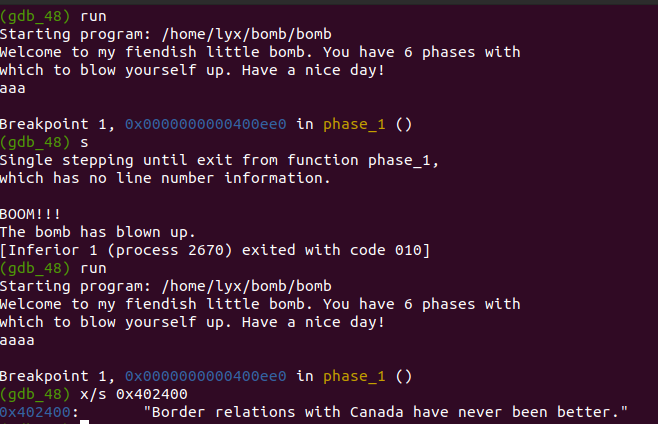 (gdb_48) run
Starting program: /home/lyx/bomb/bomb
Welcome to my fiendish little bomb. You have 6 phases with
which to blow yourself up. Have a nice day!
aaa

Breakpoint 1, 0x0000000000400ee0 in phase_1 ()
(gdb_48) s
Single stepping until exit from function phase_1,
which has no line number information.

BOOM!!!
The bomb has blown up.
[Inferior 1 (process 2670) exited with code 010]
(gdb_48) run
Starting program: /home/lyx/bomb/bomb
Welcome to my fiendish little bomb. You have 6 phases with
which to blow yourself up. Have a nice day!
aaaa

Breakpoint 1, 0x0000000000400ee0 in phase_1 ()
(gdb_48) x/s 0x402400
0x402400:       "Border relations with Canada have never been better."